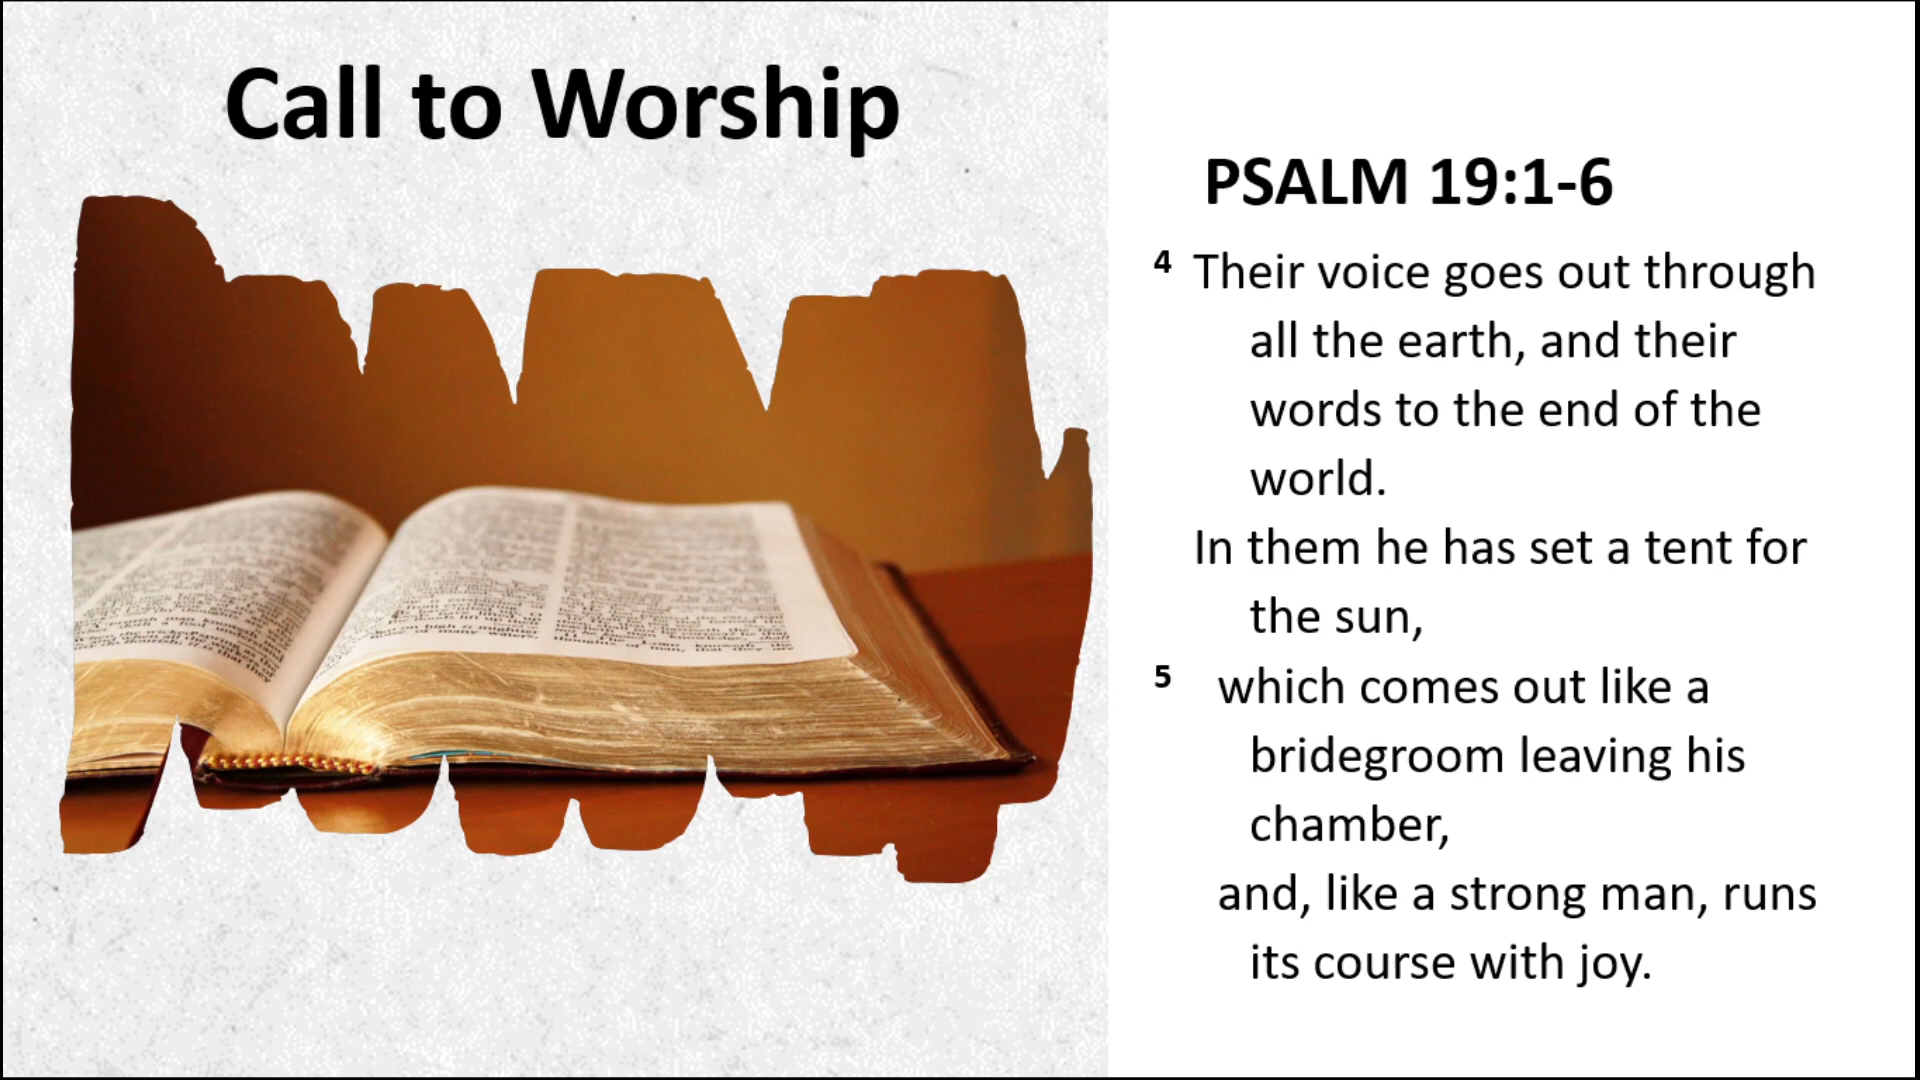 Call to Worship
PSALM 19:1-6
4 Their voice goes out through
all the earth, and their
words to the end of the
world.
In them he has set a tent for
the sun,
5 which comes out like a
bridegroom leaving his
chamber,
and, like a strong man, runs
its course with joy.